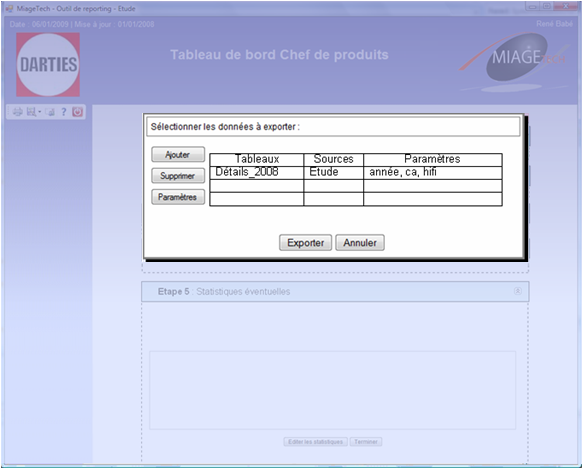 MiageTech - Outil de reporting - Etude
Date : 06/01/2009 | Mise à jour : 31/01/2008
René Babé
DARTIES
Tableau de bord Chef de produits
MIAGE
Sélectionner les données à exporter :
Ajouter
Supprimer
Paramètres
Tableaux Sources Paramètres
Détails_2008 Etude année, ca, hifi
Exporter Annuler
Etape 5 : Statistiques éventuelles
Editer les statistiques Terminer